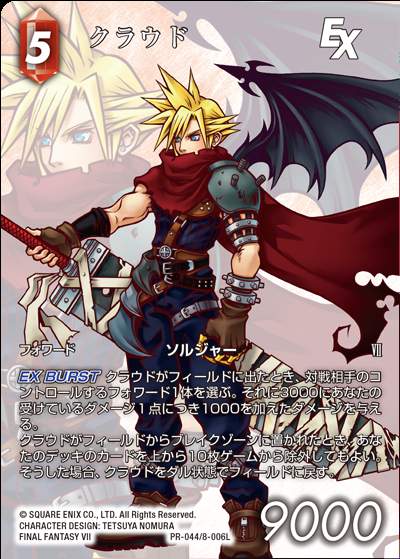 5
クラウド
EX
フォワード
ソルジャー
VII
EX BURST クラウドがフィールドに出たとき、対戦相手のコ
ントロールするフォワード1体を選ぶ。それに3000にあなたの
受けているダメージ1点につき1000を加えたダメージを与え
る。
クラウドがフィールドからブレイクゾーンに置かれたとき、あな
たのデッキのカードを上から10枚ゲームから除外してもよい。
そうした場合、クラウドをダル状態でフィールドに戻す。
© SQUARE ENIX CO., LTD. All Rights Reserved.
CHARACTER DESIGN: TETSUYA NOMURA
FINAL FANTASY VII
PR-044/8-006L
9000